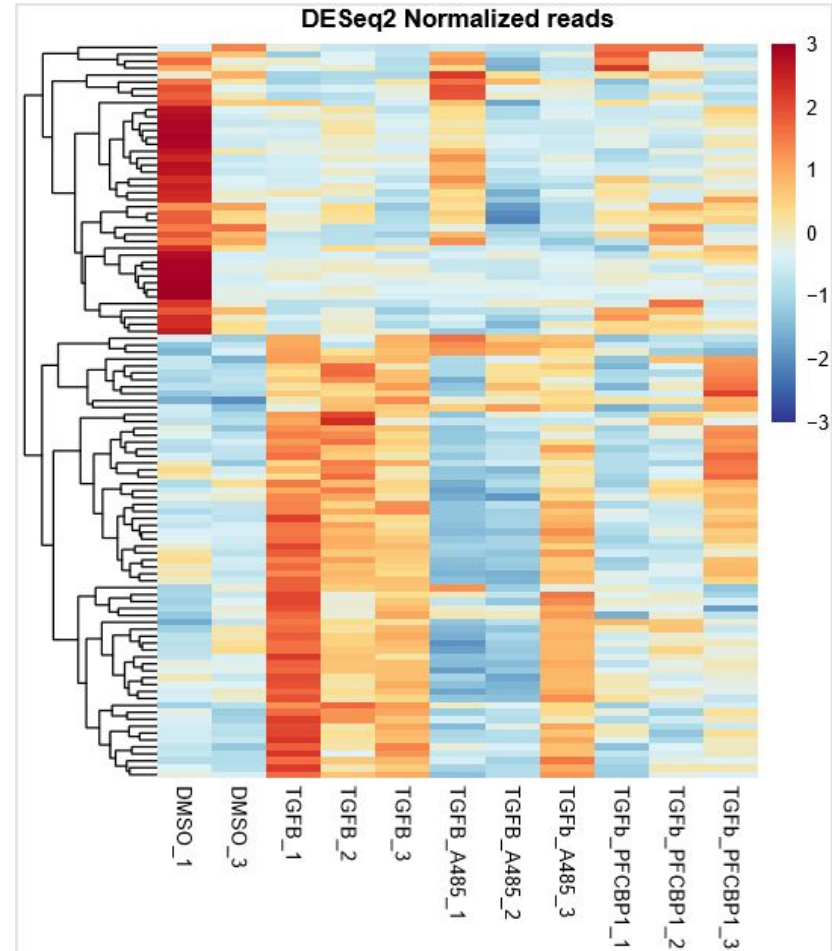 DESeq2 Normalized reads
3
2
1
0
−1
−2
−3
DMSO_1
DMSO_3
TGFB_1
TGFB_2
TGFB_3
TGFB_A485_1
TGFB_A485_2
TGFb_A485_3
TGFb_PFCBP1_1
TGFb_PFCBP1_2
TGFb_PFCBP1_3